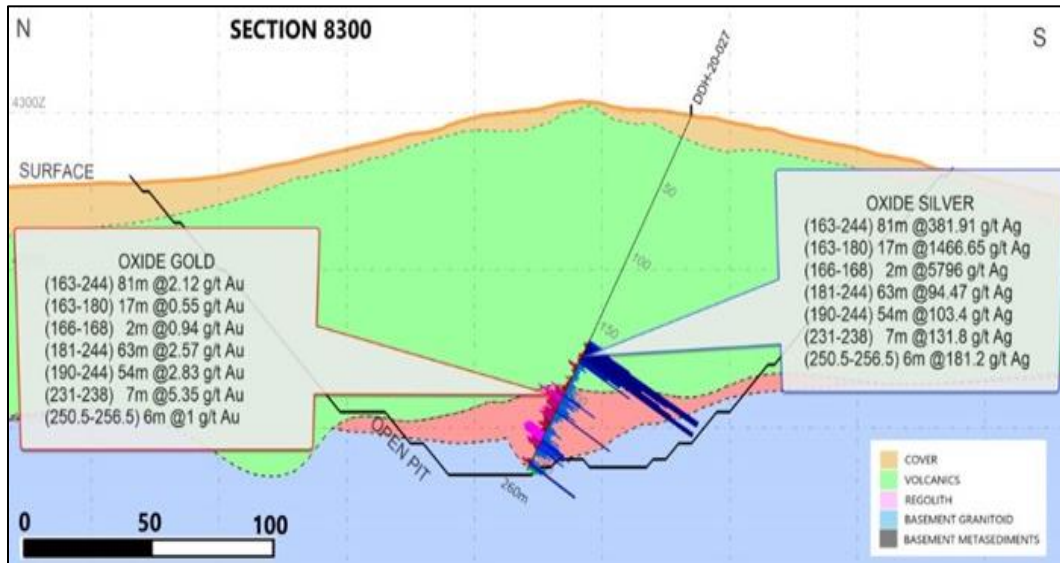 N
SECTION 8300
S
DDH-20-027
4300Z
SURFACE
50
100
150
OXIDE GOLD
(163-244) 81m @2.12 g/t Au
(163-180) 17m @0.55 g/t Au
(166-168) 2m @0.94 g/t Au
(181-244) 63m @2.57 g/t Au
(190-244) 54m @2.83 g/t Au
(231-238) 7m @5.35 g/t Au
(250.5-256.5) 6m @1 g/t Au
OXIDE SILVER
(163-244) 81m @381.91 g/t Ag
(163-180) 17m @1466.65 g/t Ag
(166-168) 2m @5796 g/t Ag
(181-244) 63m @94.47 g/t Ag
(190-244) 54m @103.4 g/t Ag
(231-238) 7m @131.8 g/t Ag
(250.5-256.5) 6m @181.2 g/t Ag
OPEN PIT
260m
0 50 100
COVER
VOLCANICS
REGOLITH
BASEMENT GRANITOID
BASEMENT METASEDIMENTS